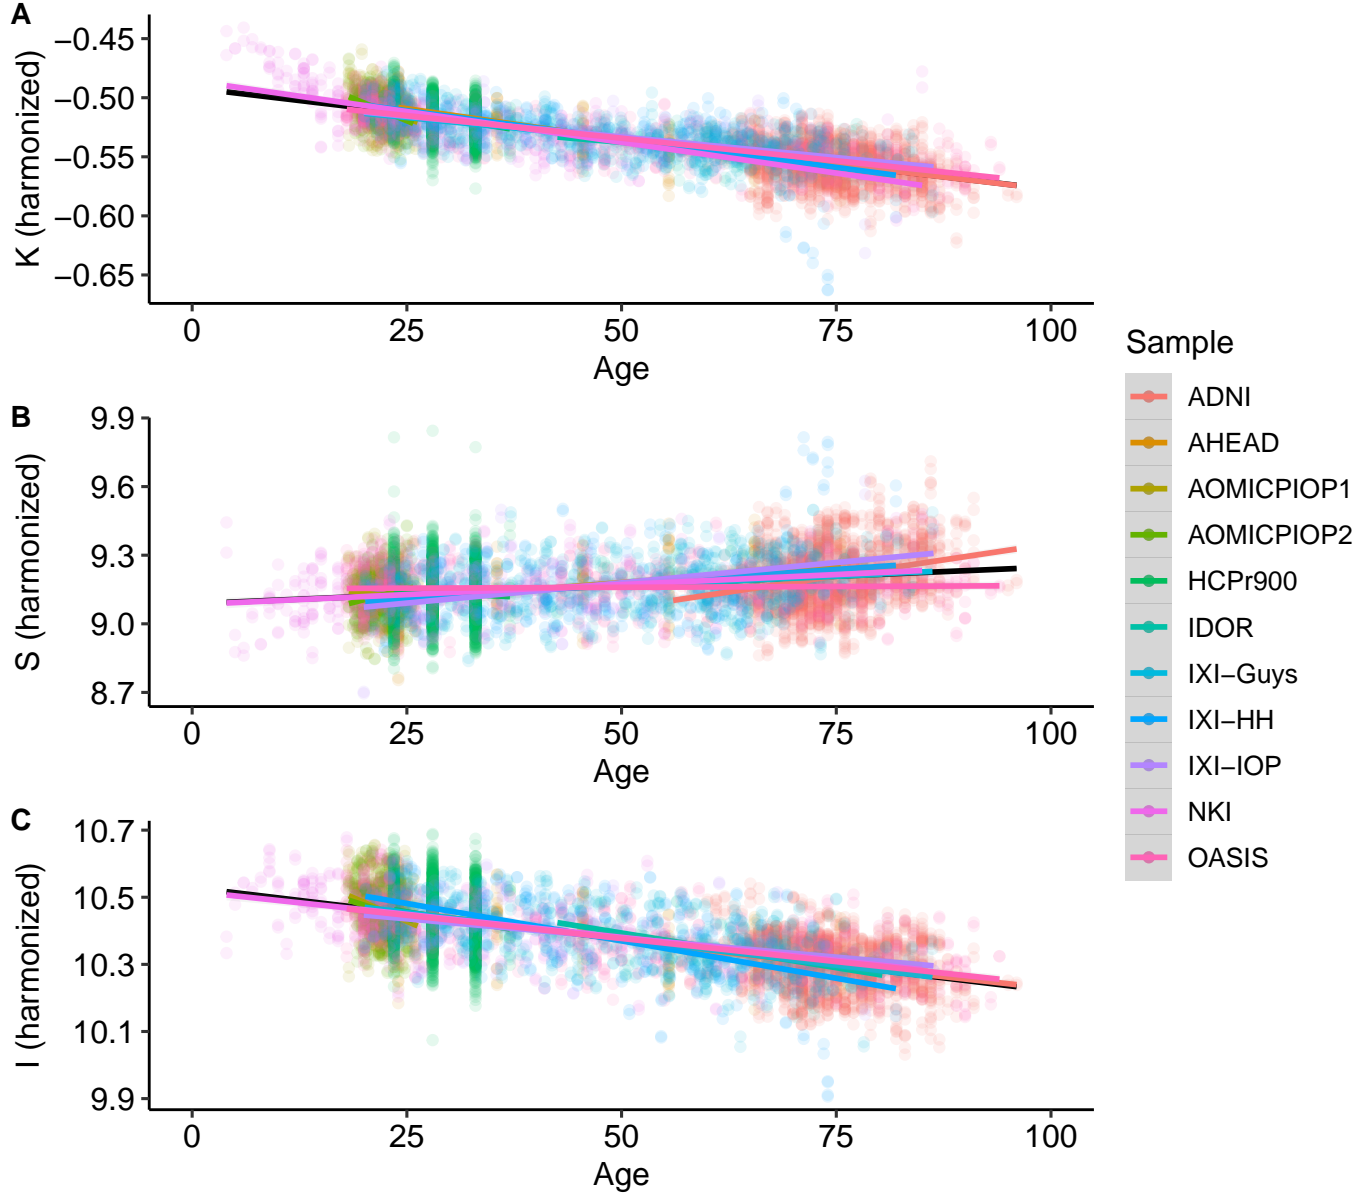 A
K (harmonized)
−0.45
−0.50
−0.55
−0.60
−0.65
0 25 50 75 100
Age
B
S (harmonized)
9.9
9.6
9.3
9.0
8.7
0 25 50 75 100
Age
C
I (harmonized)
10.7
10.5
10.3
10.1
9.9
0 25 50 75 100
Age
Sample
ADNI
AHEAD
AOMICPIOP1
AOMICPIOP2
HCPr900
IDOR
IXI−Guys
IXI−HH
IXI−IOP
NKI
OASIS